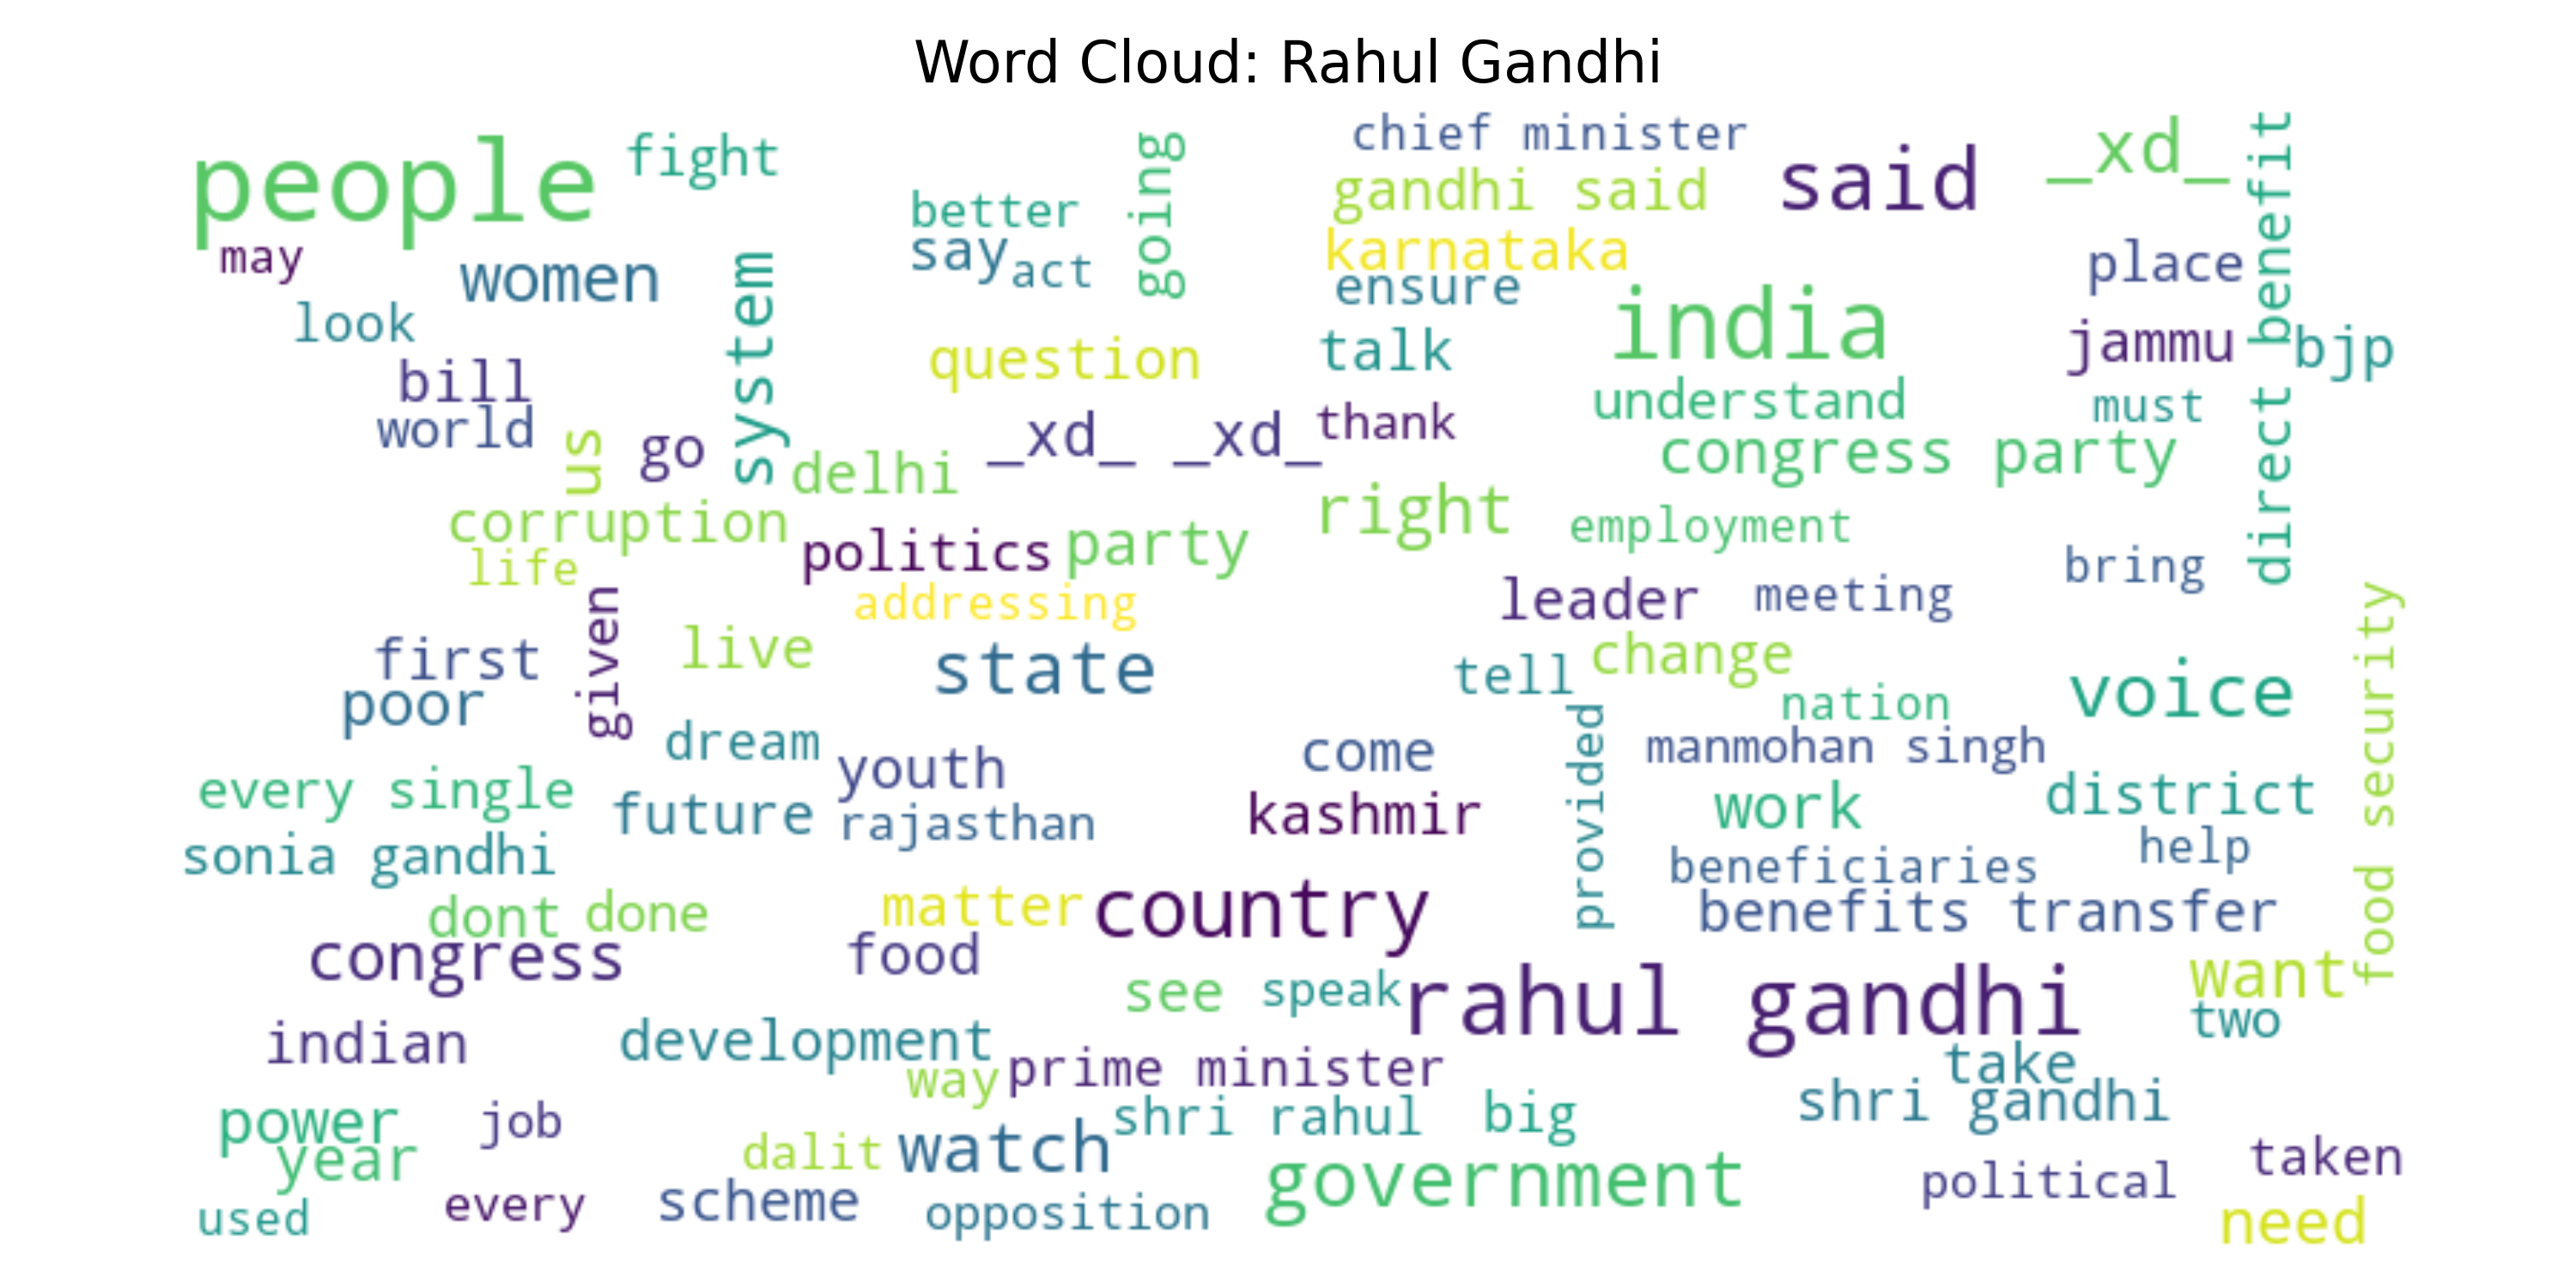 Word Cloud: Rahul Gandhi
people
fight
better
going
chief minister
gandhi said
said
_xd_
direct benefit
may
women
system
say
act
karnataka
ensure
place
look
india
bill
question
talk
jammu
bjp
world
us
go
delhi
_xd_ _xd_
thank
understand
must
congress party
corruption
politics
party
right
employment
life
addressing
leader
meeting
bring
given
first
live
state
tell
change
voice
food security
poor
dream
youth
come
provided
nation
manmohan singh
every single
future
rajasthan
kashmir
work
district
sonia gandhi
beneficiaries
help
dont
done
matter
country
benefits transfer
congress
food
see
speak
rahul gandhi
want
two
indian
development
way
prime minister
take
power
job
shri rahul
big
shri gandhi
year
dalit
watch
government
political
taken
used
every
scheme
opposition
need